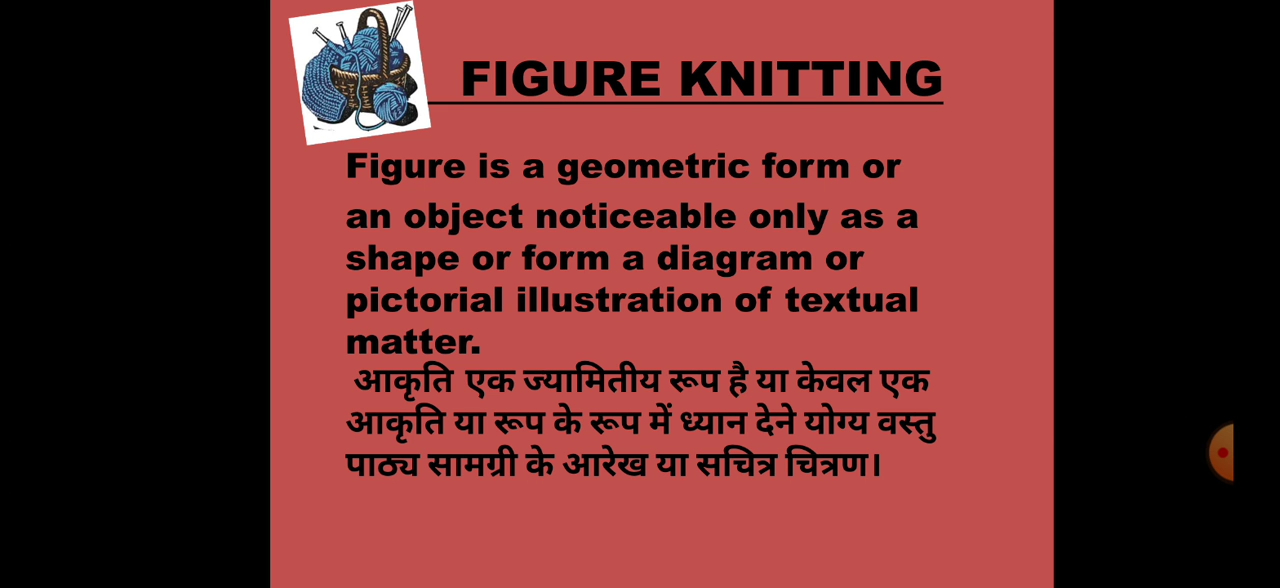 FIGURE KNITTING
Figure is a geometric form or
an object noticeable only as a
shape or form a diagram or
pictorial illustration of textual
matter.
आकृति एक ज्यामितीय रूप है या केवल एक
आकृति या रूप के रूप में ध्यान देने योग्य वस्तु
पाठ्य सामग्री के आरेख या सचित्र चित्रण।